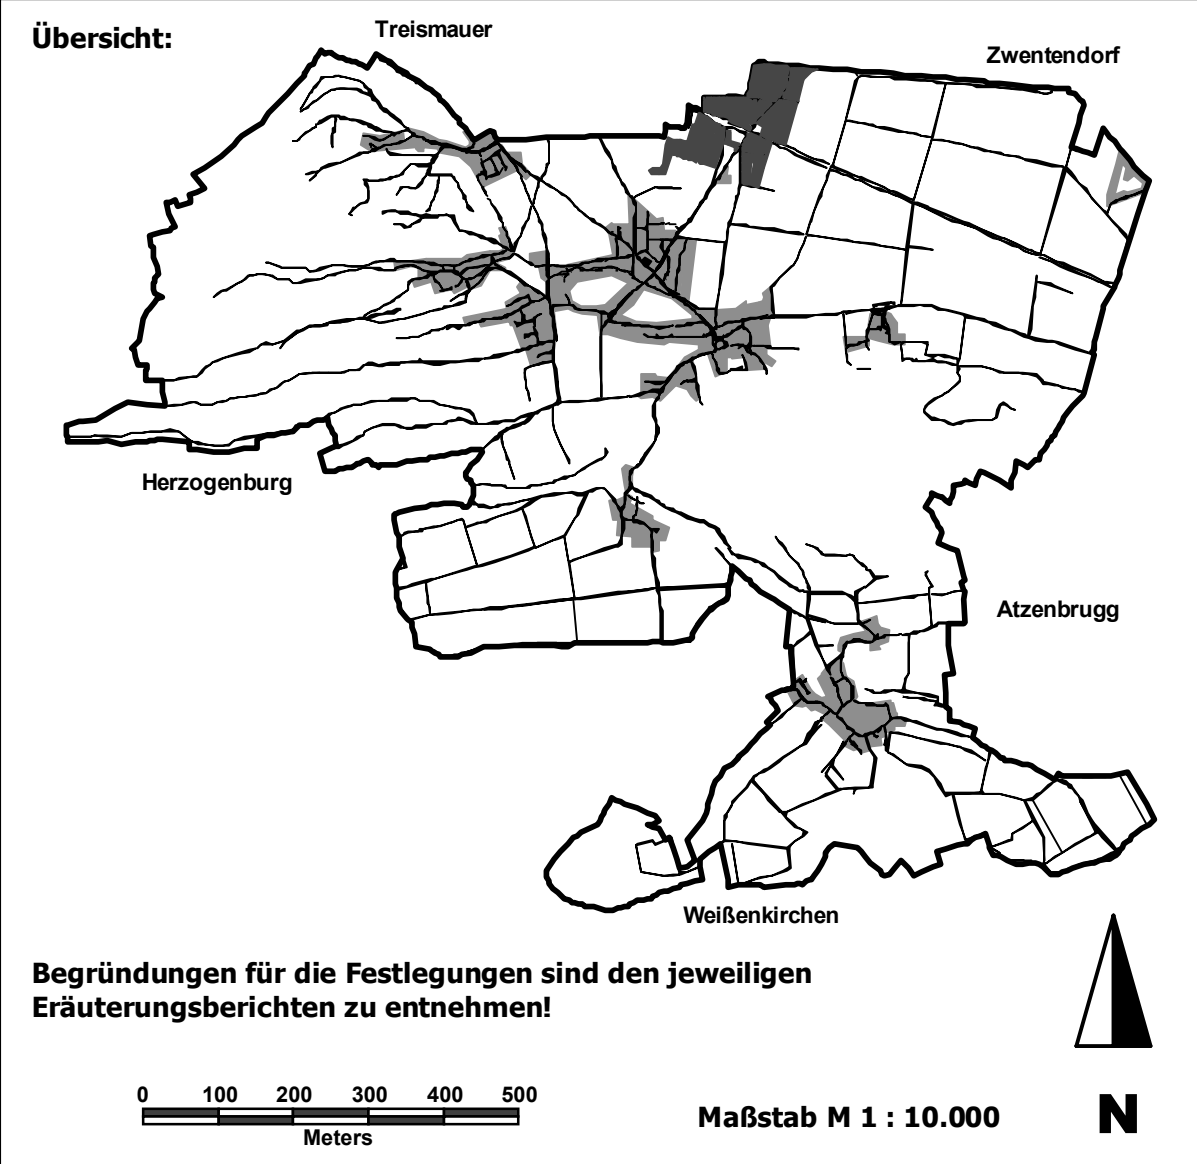 Übersicht:
Treismauer
Zwentendorf
Herzogenburg
Atzenbrugg
Weißenkirchen
Begründungen für die Festlegungen sind den jeweiligen
Eräuterungsberichten zu entnehmen!
0 100 200 300 400 500
Meters
Maßstab M 1 : 10.000
N